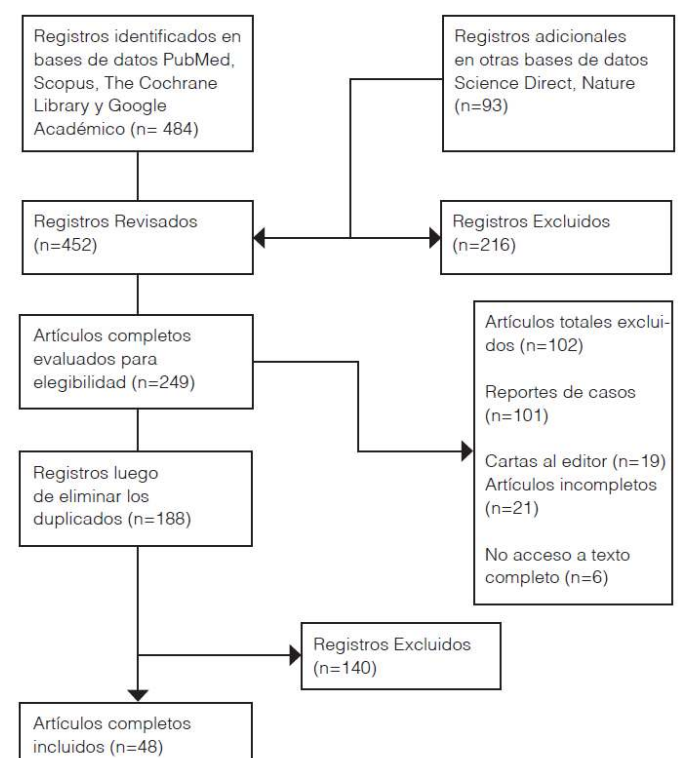 Registros identificados en
bases de datos PubMed,
Scopus, The Cochrane
Library y Google
Académico (n= 484)
Registros adicionales
en otras bases de datos
Science Direct, Nature
(n=93)
Registros Revisados
(n=452)
Registros Excluidos
(n=216)
Artículos completos
evaluados para
elegibilidad (n=249)
Artículos totales exclui-
dos (n=102)
Reportes de casos
(n=101)
Cartas al editor (n=19)
Artículos incompletos
(n=21)
No acceso a texto
completo (n=6)
Registros luego
de eliminar los
duplicados (n=188)
Registros Excluidos
(n=140)
Artículos completos
incluidos (n=48)